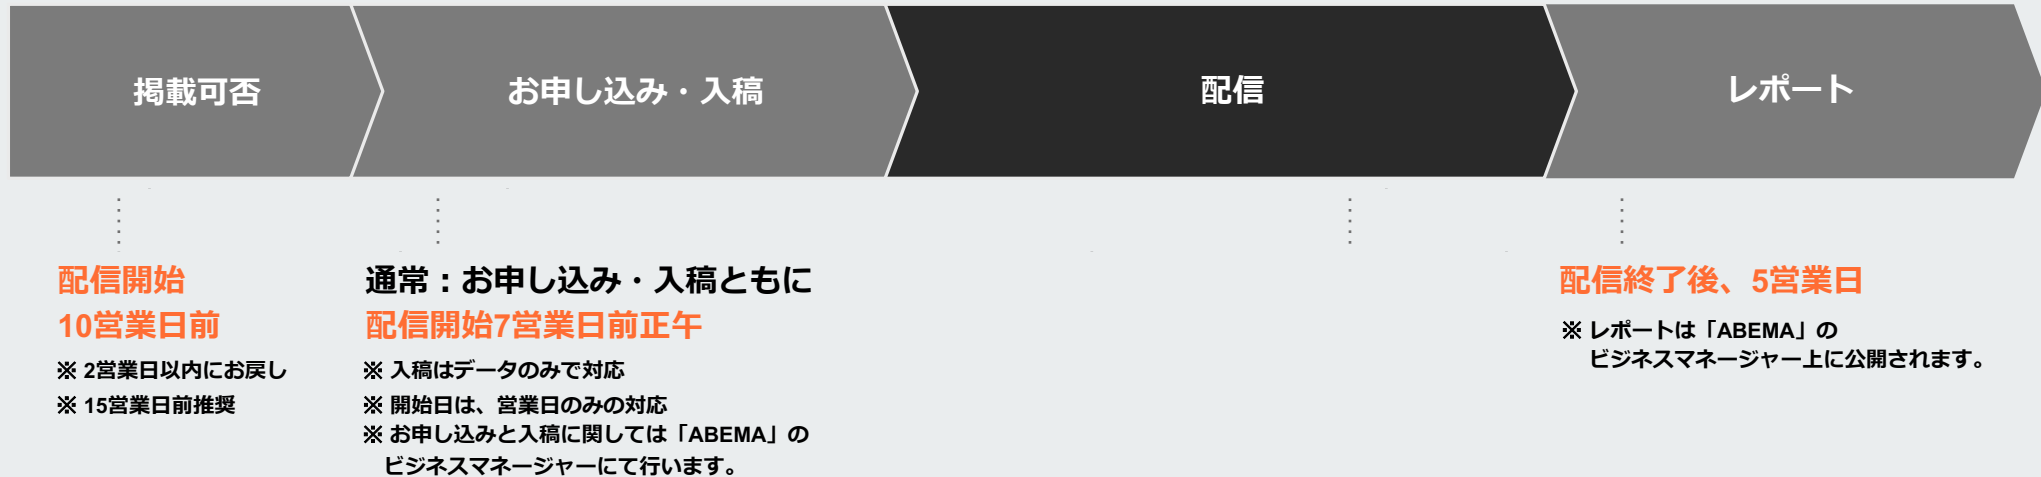 掲載可否
お申し込み・入稿
配信
レポート
配信開始
10営業日前
※ 2営業日以内にお戻し
※ 15営業日前推奨
通常：お申し込み・入稿ともに
配信開始7営業日前正午
※ 入稿はデータのみで対応
※ 開始日は、営業日のみの対応
※ お申し込みと入稿に関しては「ABEMA」の
ビジネスマネージャーにて行います。
配信終了後、5営業日
※ レポートは「ABEMA」の
ビジネスマネージャー上に公開されます。